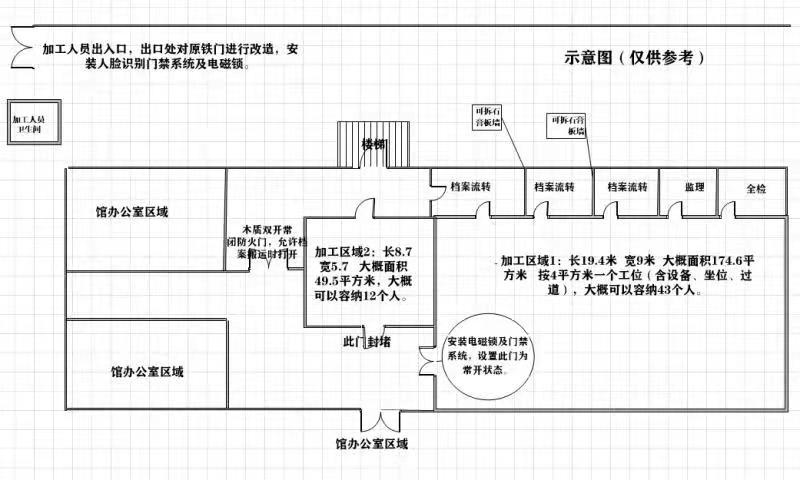 加工人员出入口，出口处对原铁门进行改造，安
装人脸识别门禁系统及电磁锁。
示意图（仅供参考）
加工人员
卫生间
楼梯
可拆石
膏板墙
可拆石膏
板墙
档案流转
档案流转
档案流转
监理
全检
馆办公室区域
木质双开常
闭防火门，允许档
案搬运时打开
加工区域2：长8.7
宽5.7 大概面积
49.5平方米，大概
可以容纳12个人。
加工区域1：长19.4米 宽9米 大概面积174.6平
方米 按4平方米一个工位（含设备、坐位、过
道），大概可以容纳43个人。
此门封堵
安装电磁锁及门禁
系统，设置此门为
常开状态。
馆办公室区域
馆办公室区域